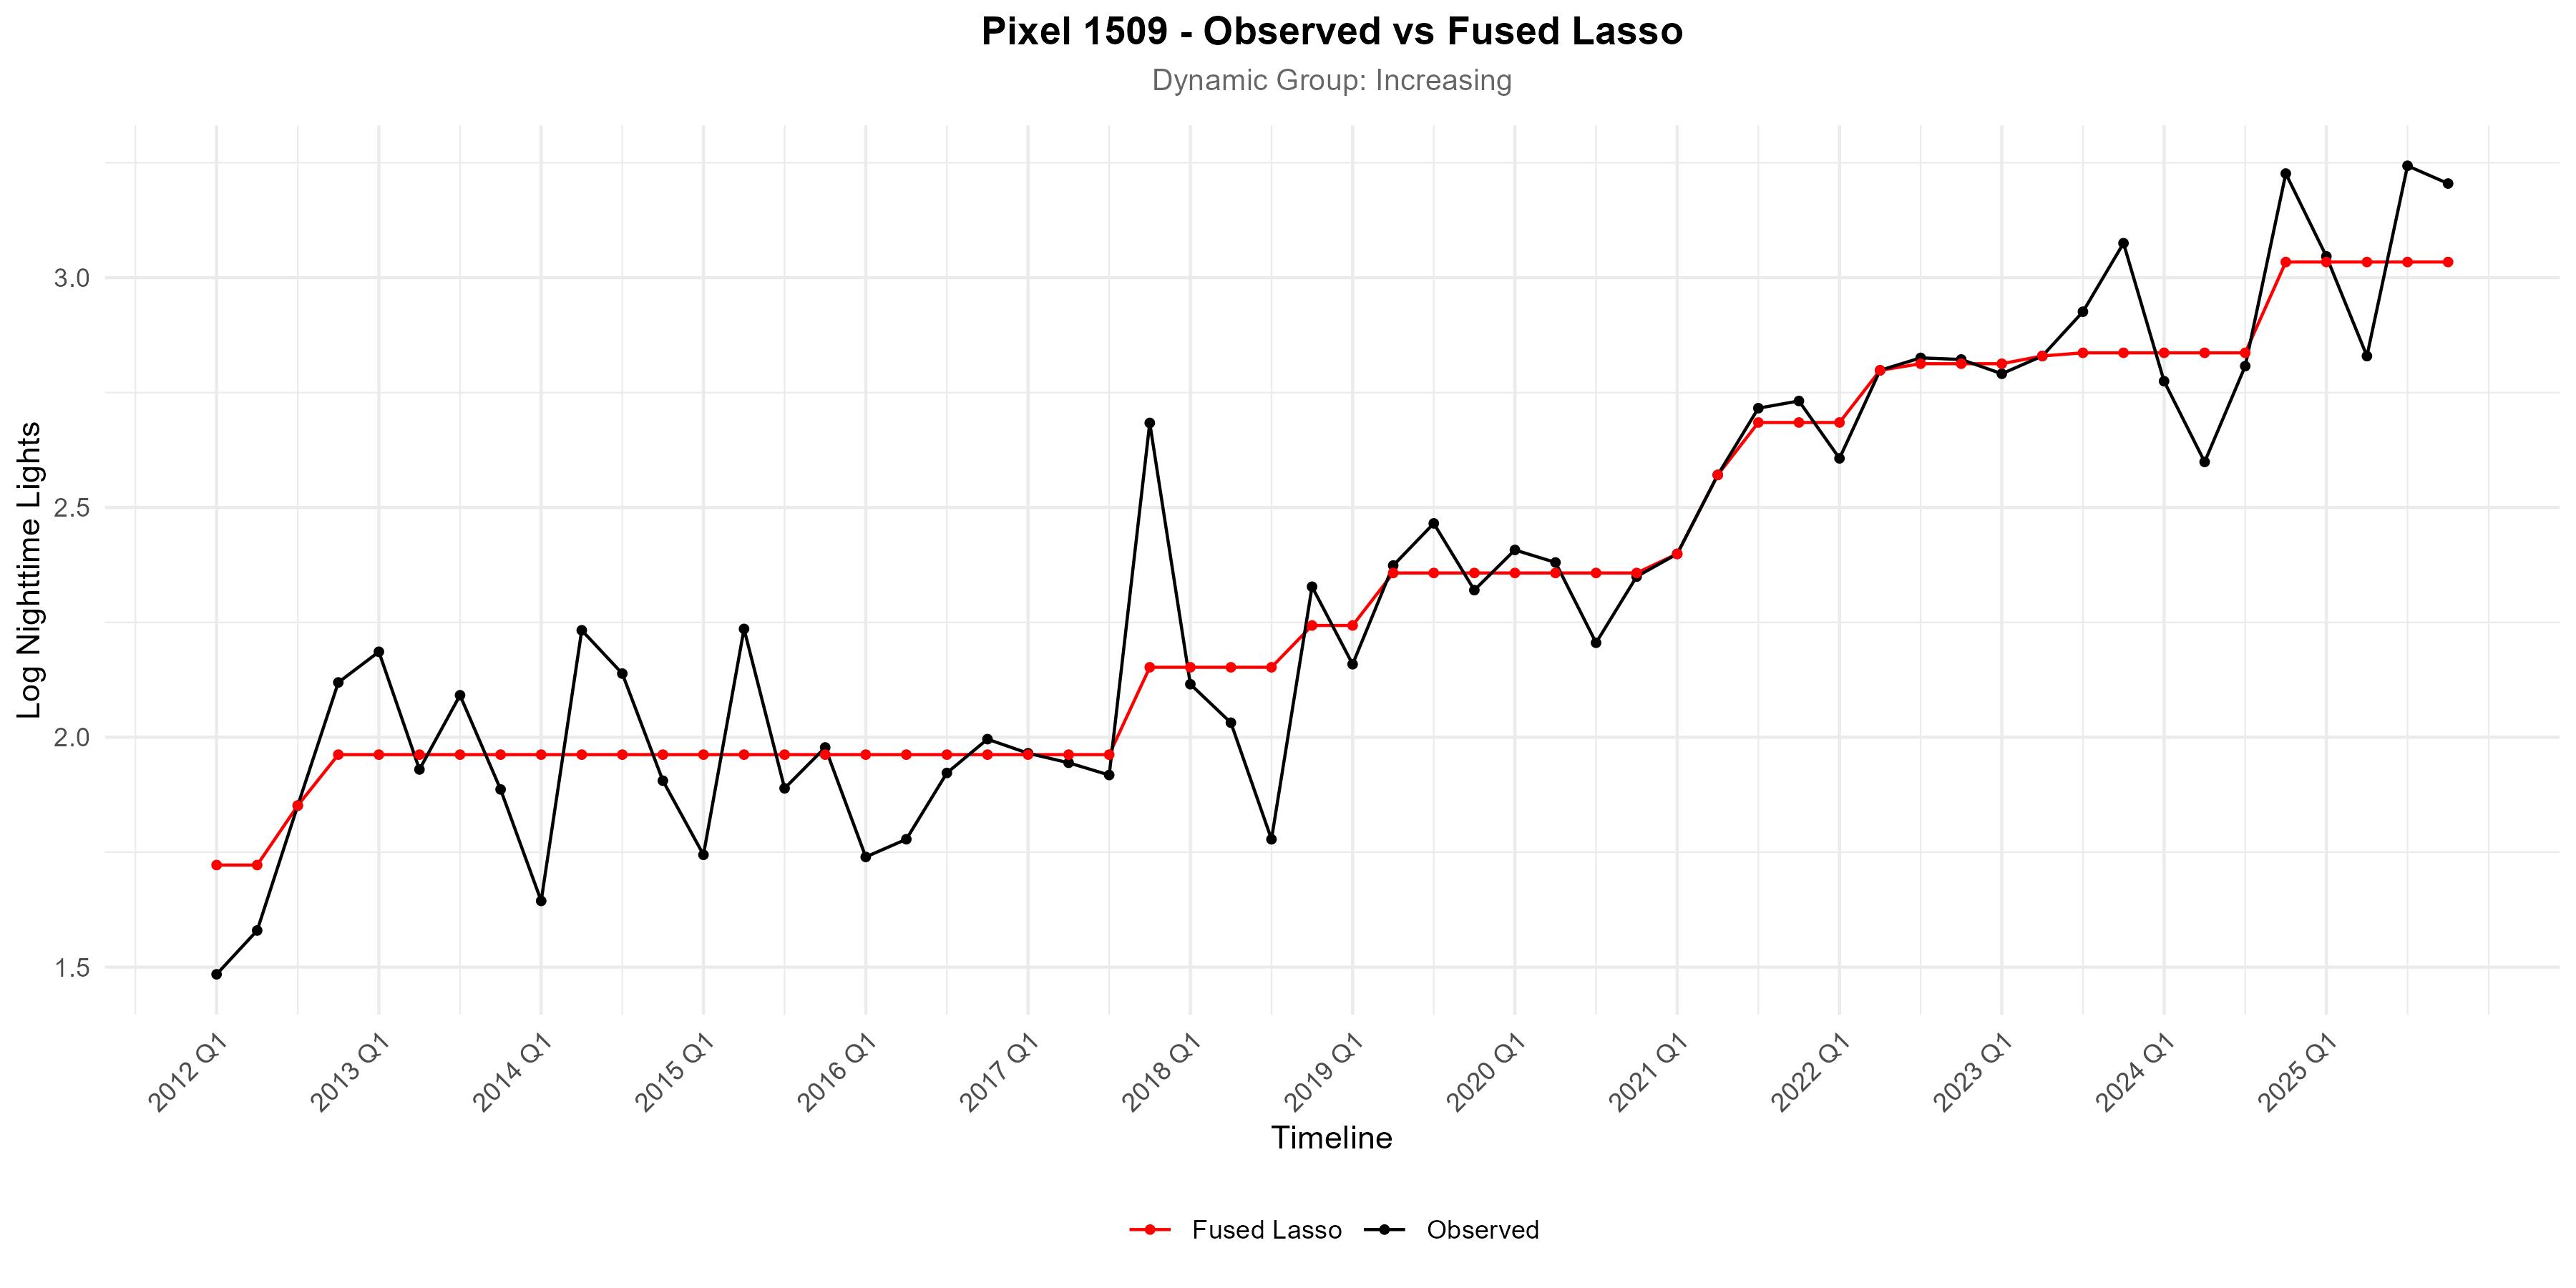 Pixel 1509 - Observed vs Fused Lasso
Dynamic Group: Increasing
Log Nighttime Lights
3.0
2.5
2.0
1.5
2012 Q1
2013 Q1
2014 Q1
2015 Q1
2016 Q1
2017 Q1
2018 Q1
2019 Q1
2020 Q1
2021 Q1
2022 Q1
2023 Q1
2024 Q1
2025 Q1
Timeline
Fused Lasso
Observed